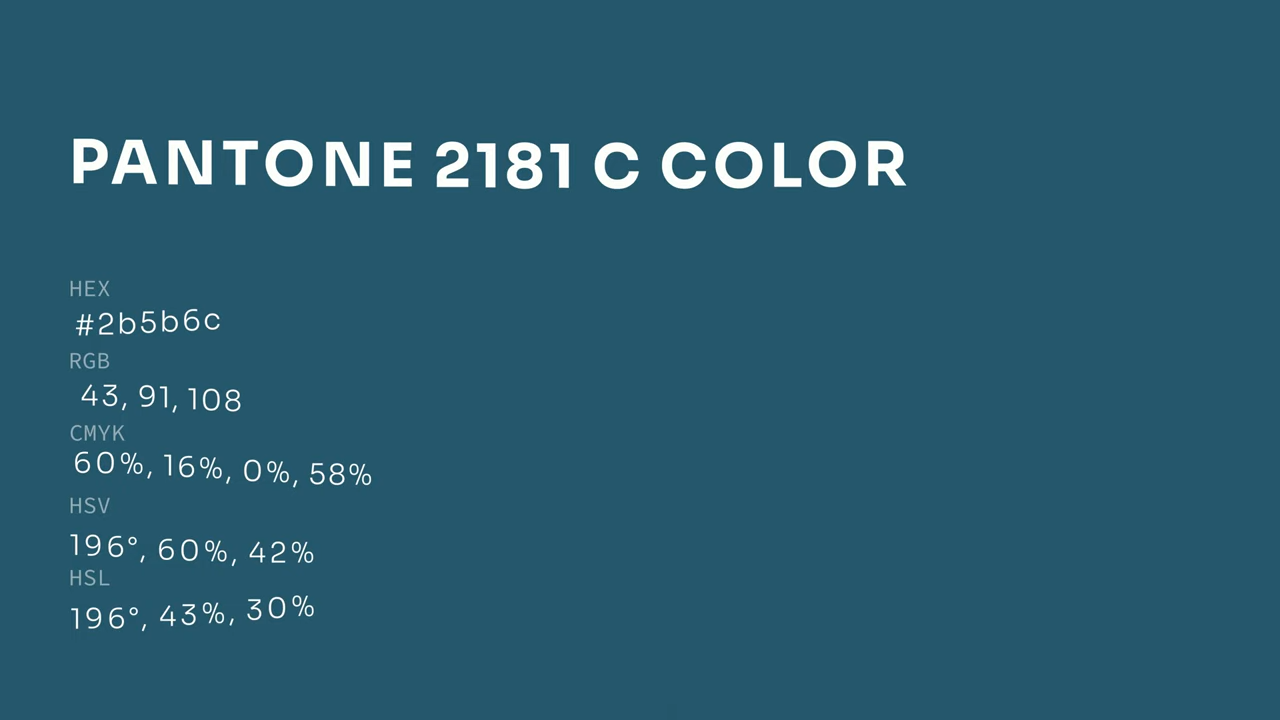 PANTONE 2181 C COLOR
HEX
#2b5b6c
RGB
43, 91, 108
CMYK
60%, 16%, 0%, 58%
HSV
196°, 60%, 42%
HSL
196°, 43%, 30%